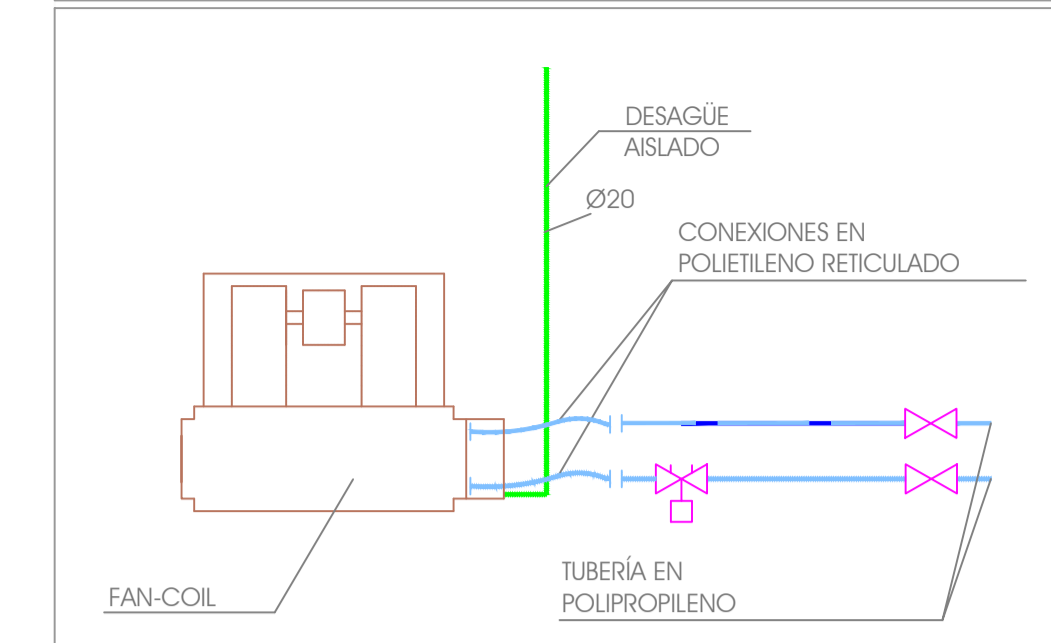 DESAGÜE
AISLADO
Ø20
CONEXIONES EN
POLIETILENO RETICULADO
TUBERÍA EN
POLIPROPILENO
FAN-COIL